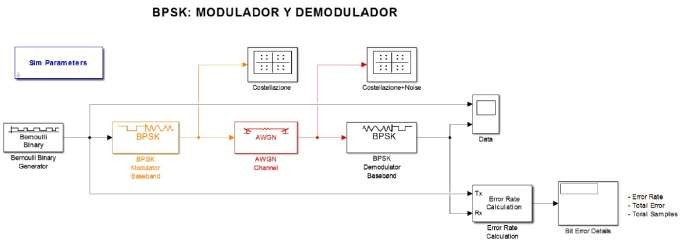 BPSK: MODULADOR Y DEMODULADOR
Sim Parameters
Costellazione
Costellazione+Noise
Bernoulli
Binary
Bernoulli Binary
Generator
BPSK
BPSK
Modulator
Baseband
AWGN
AWGN
Channel
BPSK
BPSK
Demodulator
Baseband
Data
Tx
Rx
Error Rate
Calculation
Error Rate
Calculation
Bit Error Details
- Error Rate
- Total Error
- Toral Samples